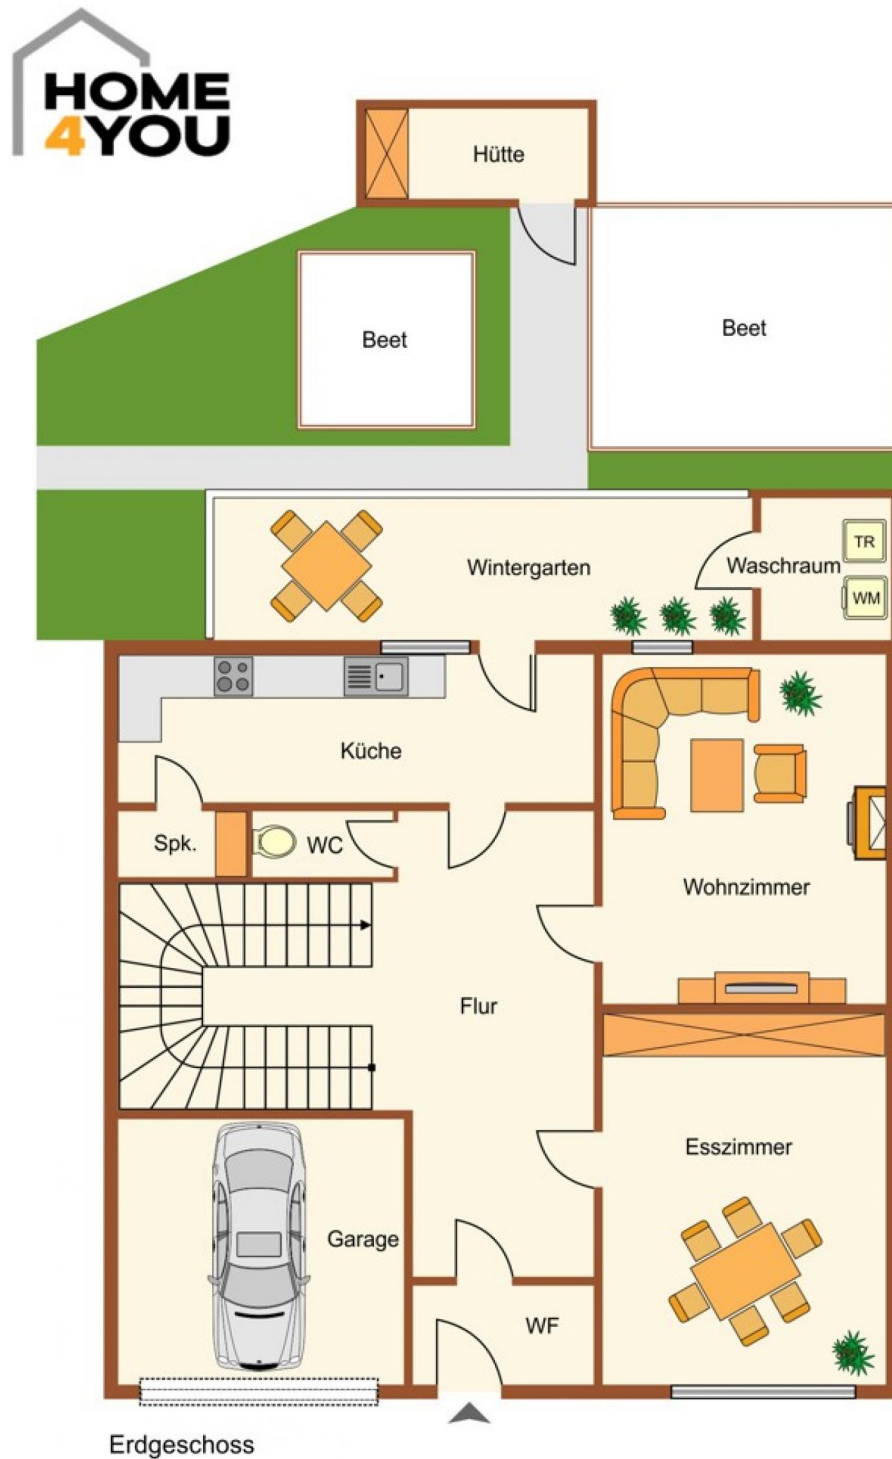 HOME
4YOU
Hütte
Beet
Beet
Wintergarten
Waschraum
TR
WM
Küche
Spk.
WC
Wohnzimmer
Flur
Esszimmer
Garage
WF
Erdgeschoss